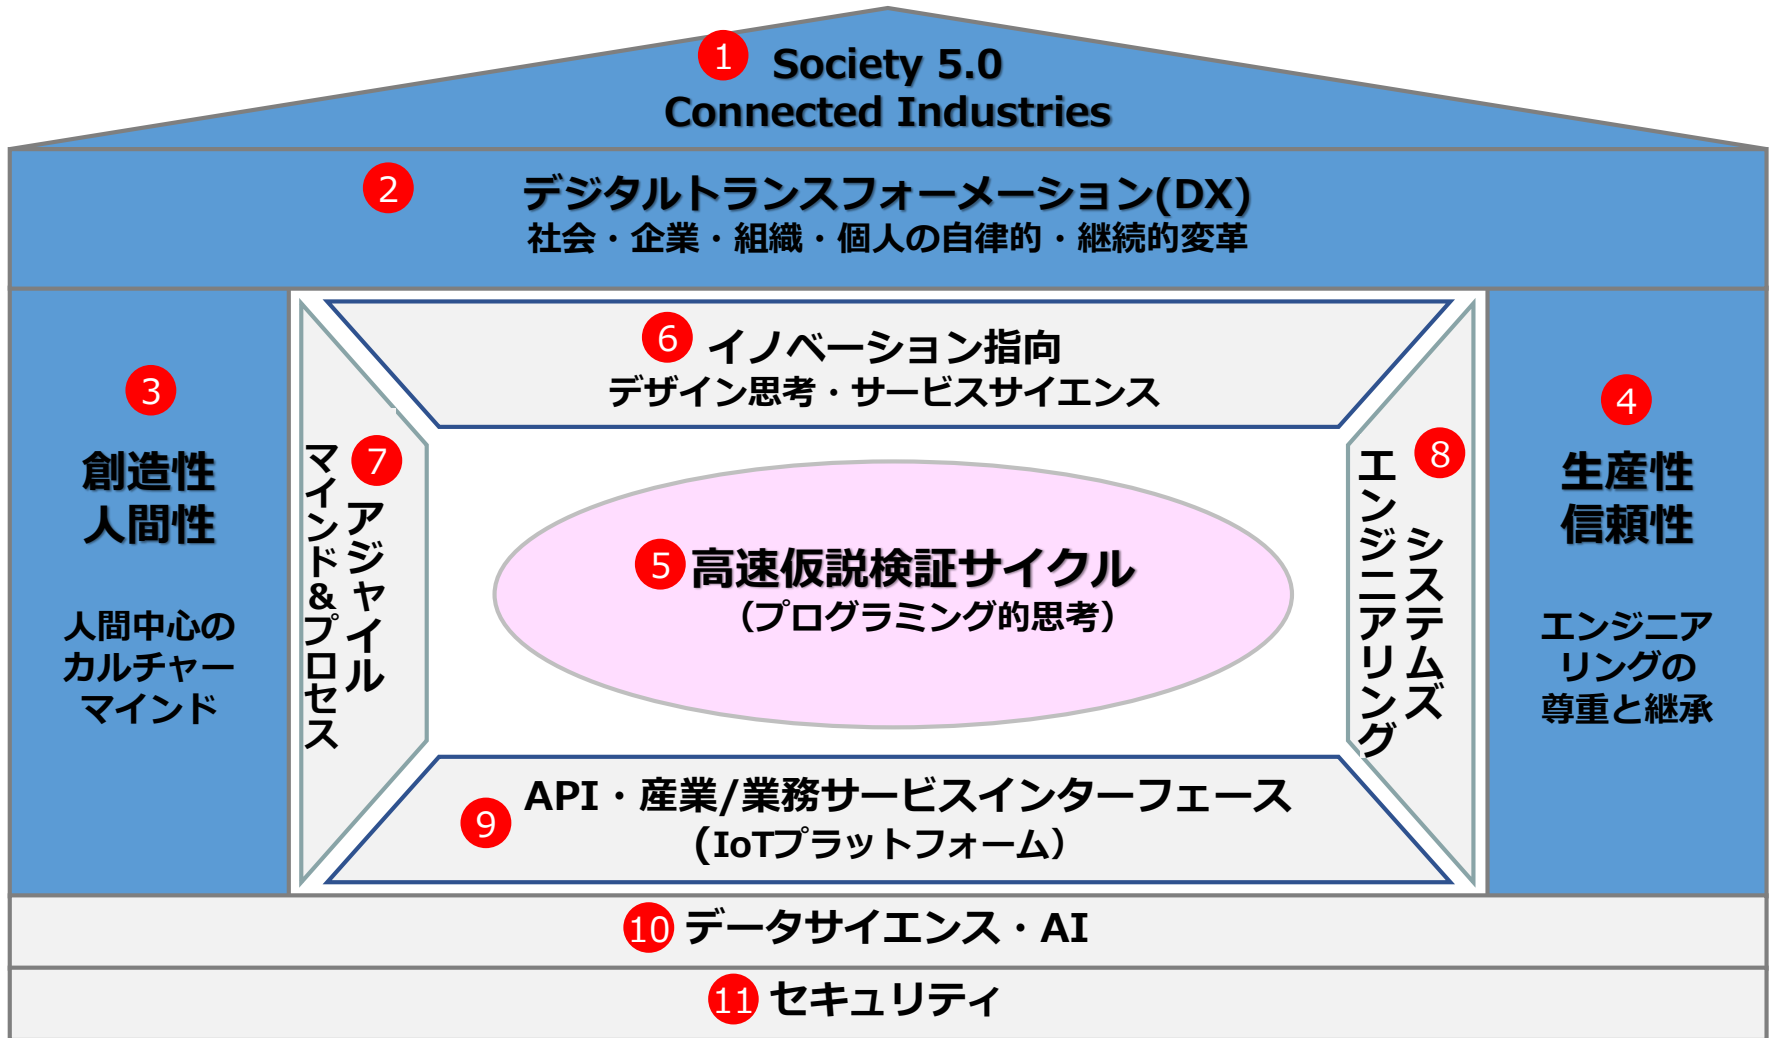 1 Society 5.0
Connected Industries
2 デジタルトランスフォーメーション(DX)
社会・企業・組織・個人の自律的・継続的変革
3
創造性
人間性
人間中心の
カルチャー
マインド
4
生産性
信頼性
エンジニア
リングの
尊重と継承
6 イノベーション指向
デザイン思考・サービスサイエンス
7
アジャイル
マインド&プロセス
8
システムズ
エンジニアリング
5 高速仮説検証サイクル
（プログラミング的思考）
9 API・産業/業務サービスインターフェース
(IoTプラットフォーム）
10 データサイエンス・AI
11 セキュリティ